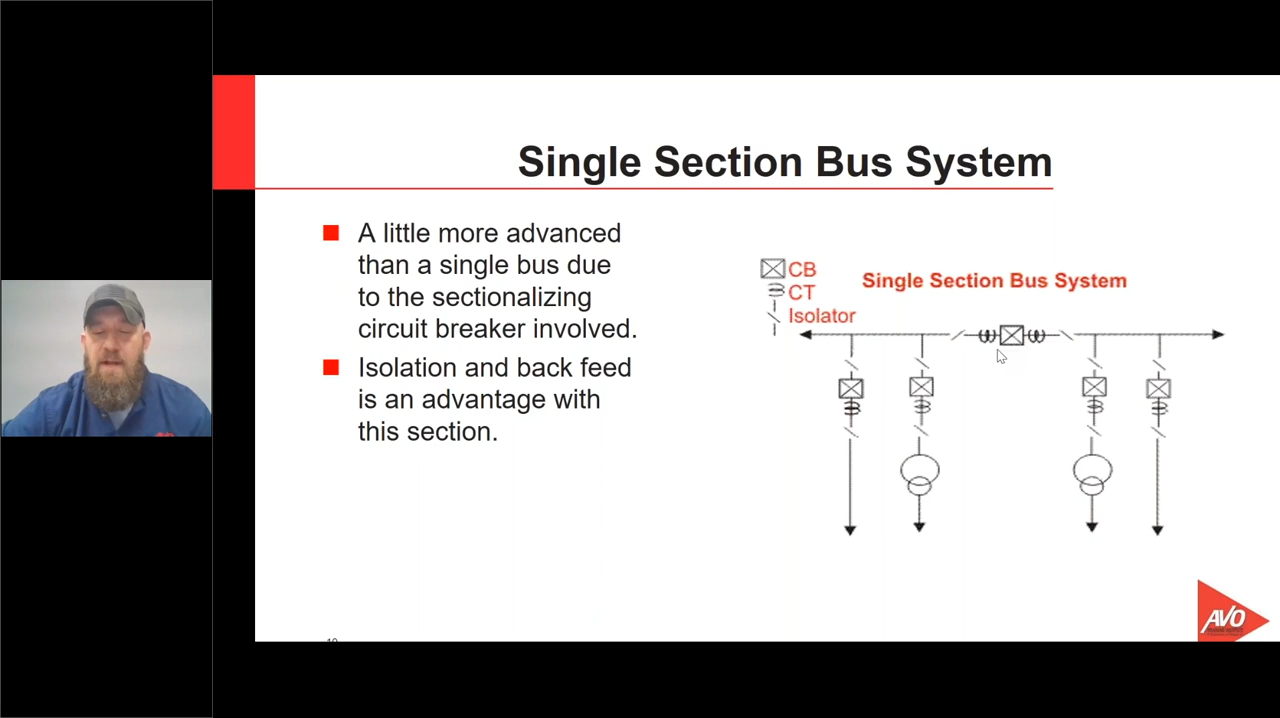 Single Section Bus System
A little more advanced
than a single bus due
to the sectionalizing
circuit breaker involved.
Isolation and back feed
is an advantage with
this section.
CB
CT
Isolator
Single Section Bus System
AVO